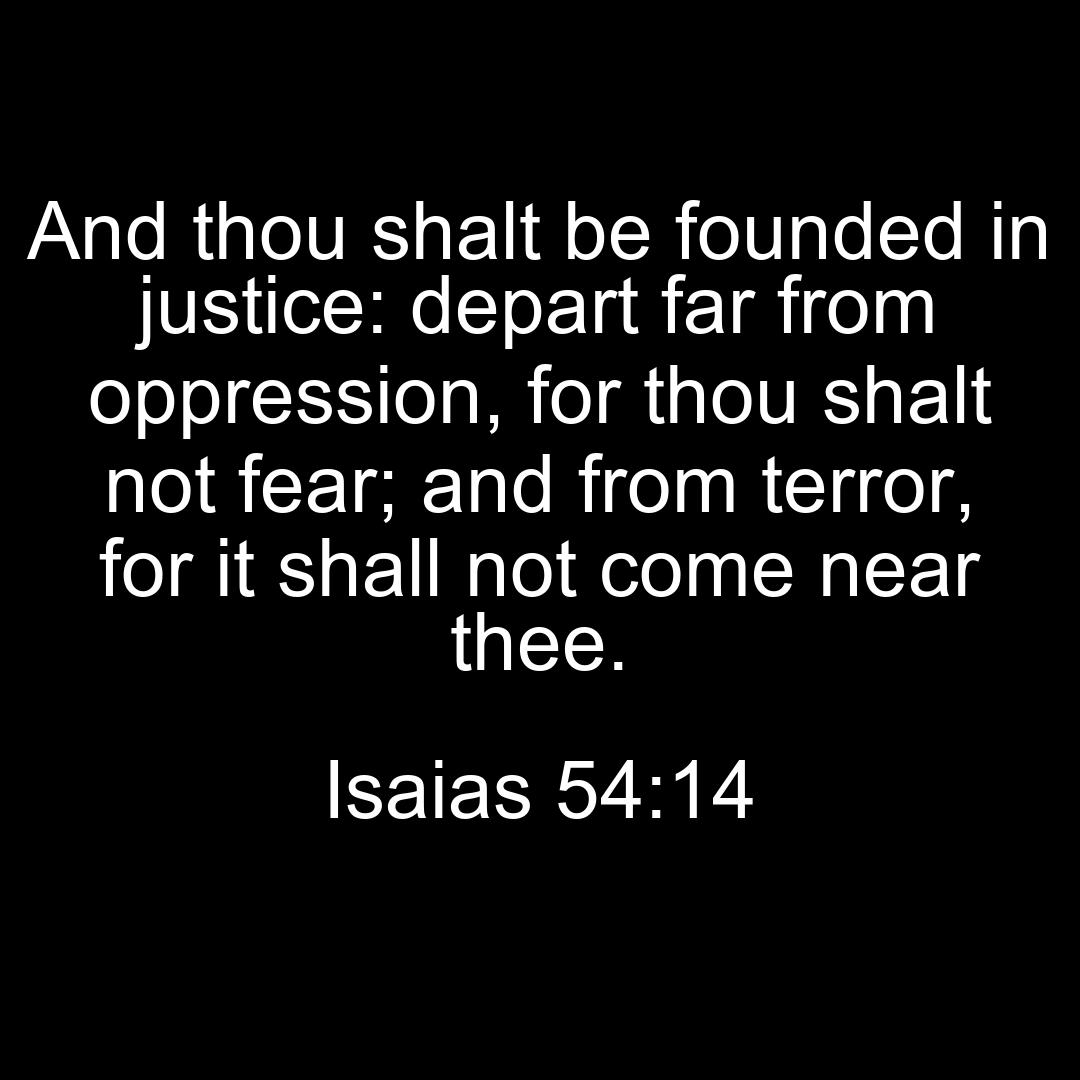 And thou shalt be founded in
justice: depart far from
oppression, for thou shalt
not fear; and from terror,
for it shall not come near
thee.
Isaias 54:14